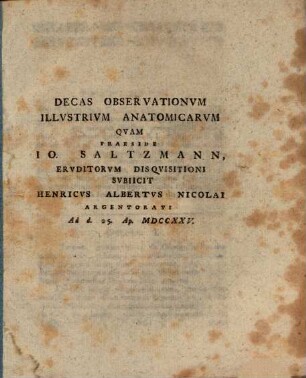 DECAS OBSERVATIONVM
ILLVSTRIVM ANATOMICARVM
QVAM
PRAESIDE
IO. SALTZMANN,
ERVDITORVM DISQVISITIONI
SVBIICIT
HENRICVS ALBERTVS NICOLAI
ARGENTORATI
Ad d. 25. Ap. MDCCXXV.